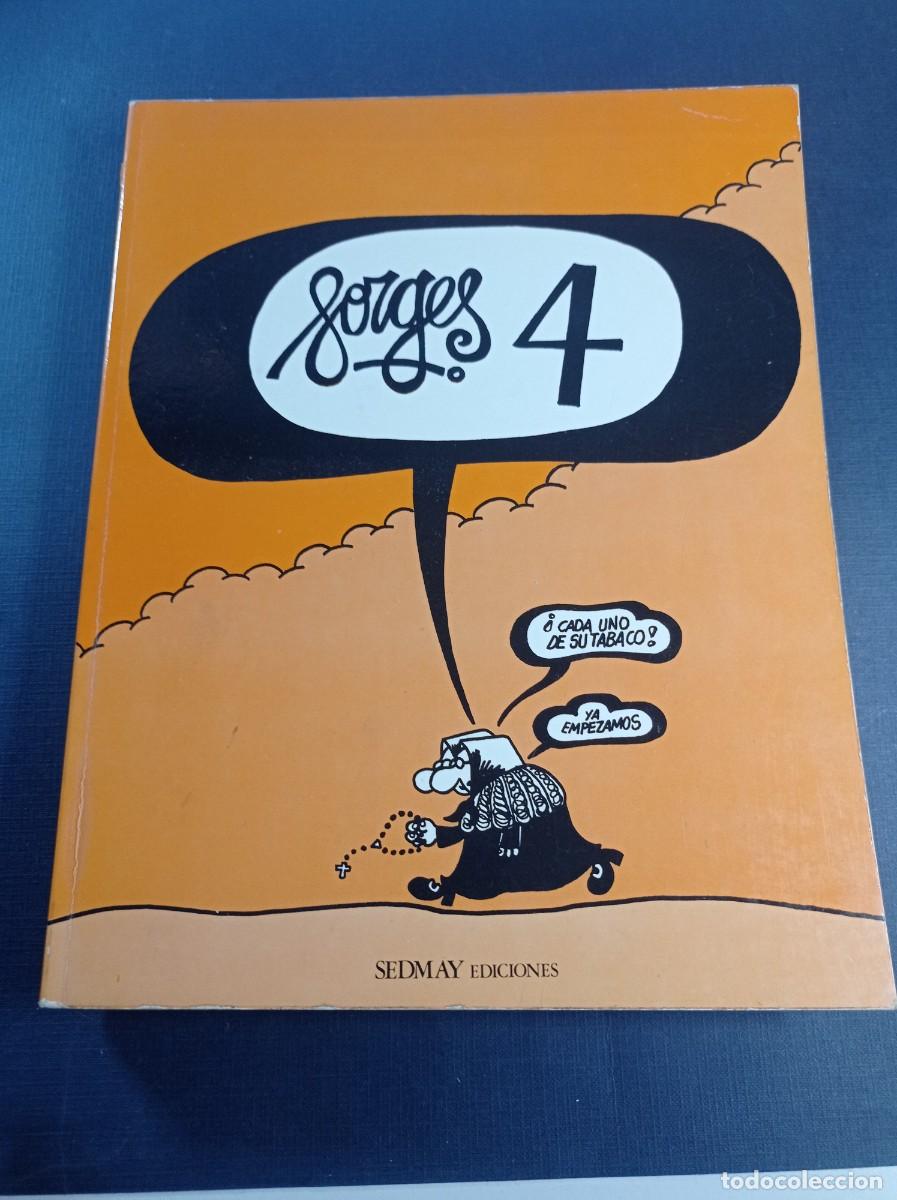 Forges 4
¡CADA UNO
DE SU TABACO!
YA
EMPEZAMOS
SEDMAY EDICIONES
todocoleccion